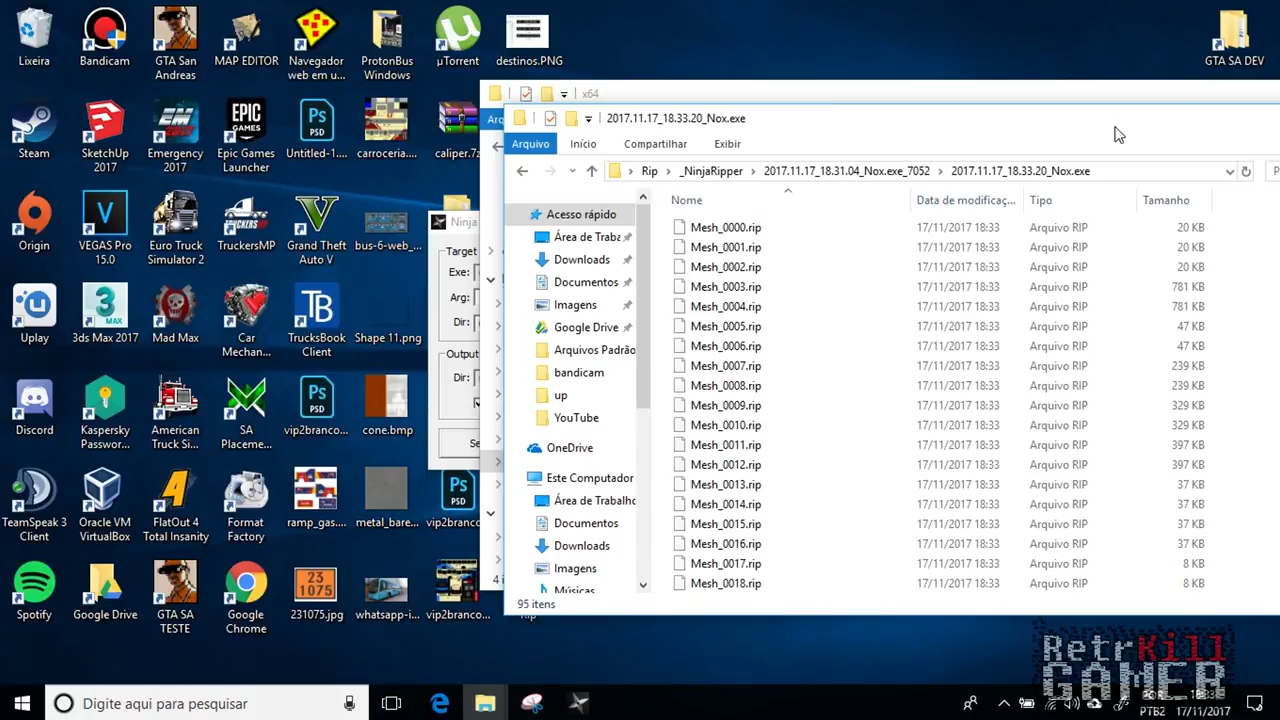 Lixeira
Bandicam
GTA San
Andreas
MAP EDITOR
Navegador
web em u...
ProtonBus
Windows
µTorrent
destinos.PNG
GTA SA DEV
Steam
SketchUp
2017
Emergency
2017
Epic Games
Launcher
Untitled-1....
carroceria....
caliper.7z
Origin
VEGAS Pro
15.0
Euro Truck
Simulator 2
TruckersMP
Grand Theft
Auto V
bus-6-web_...
Uplay
3ds Max 2017
Mad Max
Car
Mechan...
TrucksBook
Client
Shape 11.png
Discord
Kaspersky
Passwor...
American
Truck Si...
SA
Placeme...
vip2branco...
cone.bmp
TeamSpeak 3
Client
Oracle VM
VirtualBox
FlatOut 4
Total Insanity
Format
Factory
ramp_gas....
metal_bare...
vip2branco...
Spotify
Google Drive
GTA SA
TESTE
Google
Chrome
23
1075
231075.jpg
whatsapp-i...
vip2branco...
Rip
x64
Arq
4 i
Ninja
Target
Exe:
Arg:
Dir:
Output
Dir:
Se
2017.11.17_18.33.20_Nox.exe
Arquivo Início Compartilhar Exibir
Rip › _NinjaRipper › 2017.11.17_18.31.04_Nox.exe_7052 › 2017.11.17_18.33.20_Nox.exe
P
Acesso rápido
Área de Traba
Downloads
Documentos
Imagens
Google Drive
Arquivos Padrão
bandicam
up
YouTube
OneDrive
Este Computador
Área de Trabalho
Documentos
Downloads
Imagens
Músicas
Nome Data de modificaç... Tipo Tamanho
Mesh_0000.rip 17/11/2017 18:33 Arquivo RIP 20 KB
Mesh_0001.rip 17/11/2017 18:33 Arquivo RIP 20 KB
Mesh_0002.rip 17/11/2017 18:33 Arquivo RIP 20 KB
Mesh_0003.rip 17/11/2017 18:33 Arquivo RIP 781 KB
Mesh_0004.rip 17/11/2017 18:33 Arquivo RIP 781 KB
Mesh_0005.rip 17/11/2017 18:33 Arquivo RIP 47 KB
Mesh_0006.rip 17/11/2017 18:33 Arquivo RIP 46 KB
Mesh_0007.rip 17/11/2017 18:33 Arquivo RIP 239 KB
Mesh_0008.rip 17/11/2017 18:33 Arquivo RIP 239 KB
Mesh_0009.rip 17/11/2017 18:33 Arquivo RIP 329 KB
Mesh_0010.rip 17/11/2017 18:33 Arquivo RIP 329 KB
Mesh_0011.rip 17/11/2017 18:33 Arquivo RIP 397 KB
Mesh_0012.rip 17/11/2017 18:33 Arquivo RIP 397 KB
Mesh_0013.rip 17/11/2017 18:33 Arquivo RIP 37 KB
Mesh_0014.rip 17/11/2017 18:33 Arquivo RIP 37 KB
Mesh_0015.rip 17/11/2017 18:33 Arquivo RIP 37 KB
Mesh_0016.rip 17/11/2017 18:33 Arquivo RIP 37 KB
Mesh_0017.rip 17/11/2017 18:33 Arquivo RIP 8 KB
Mesh_0018.rip 17/11/2017 18:33 Arquivo RIP 8 KB
95 itens
RetrKill
GAMER
Digite aqui para pesquisar
PTB2 17/11/2017